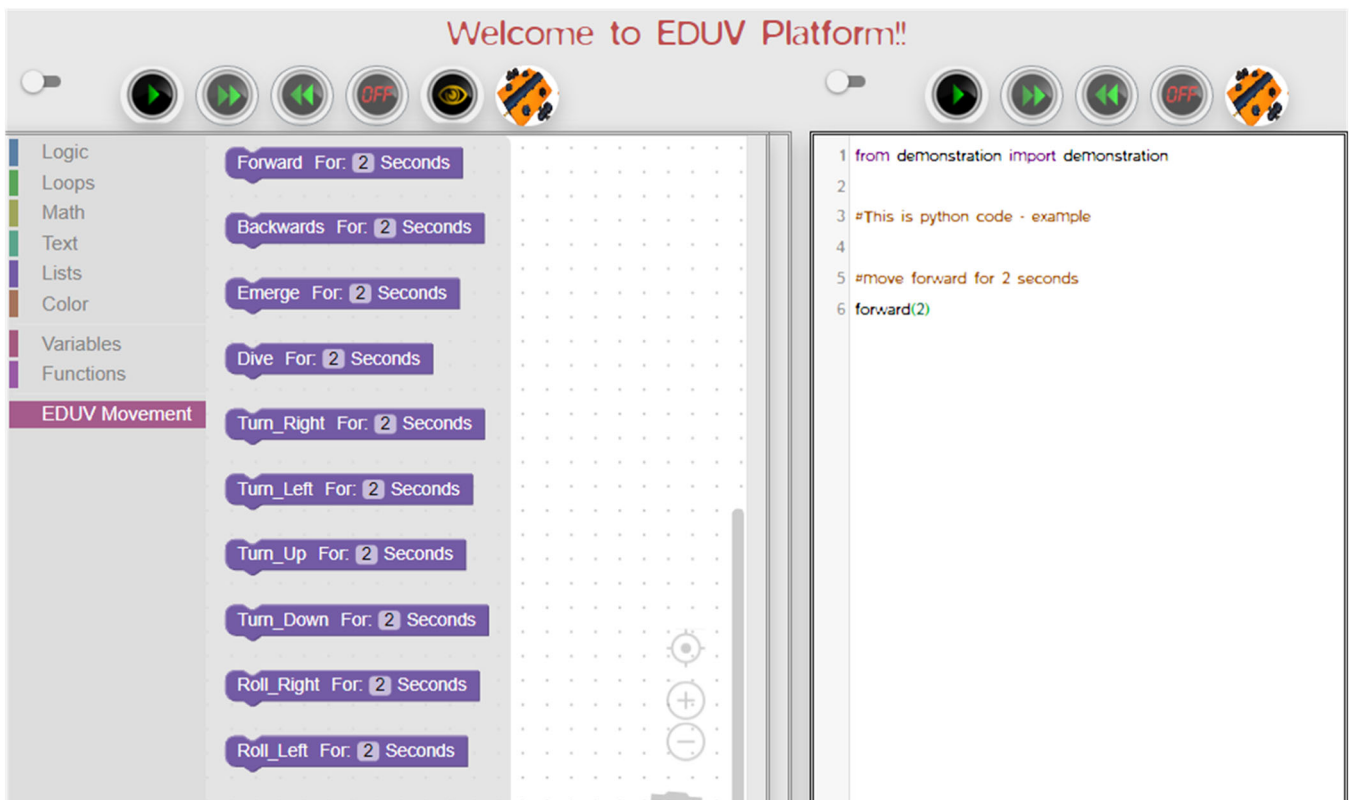 Welcome to EDUV Platform!!
OFF
OFF
Logic
Loops
Math
Text
Lists
Color
Variables
Functions
EDUV Movement
Forward For: 2 Seconds
Backwards For: 2 Seconds
Emerge For: 2 Seconds
Dive For: 2 Seconds
Turn_Right For: 2 Seconds
Turn_Left For: 2 Seconds
Turn_Up For: 2 Seconds
Turn_Down For: 2 Seconds
Roll_Right For: 2 Seconds
Roll_Left For: 2 Seconds
1 from demonstration import demonstration
2
3 #This is python code - example
4
5 #move forward for 2 seconds
6 forward(2)